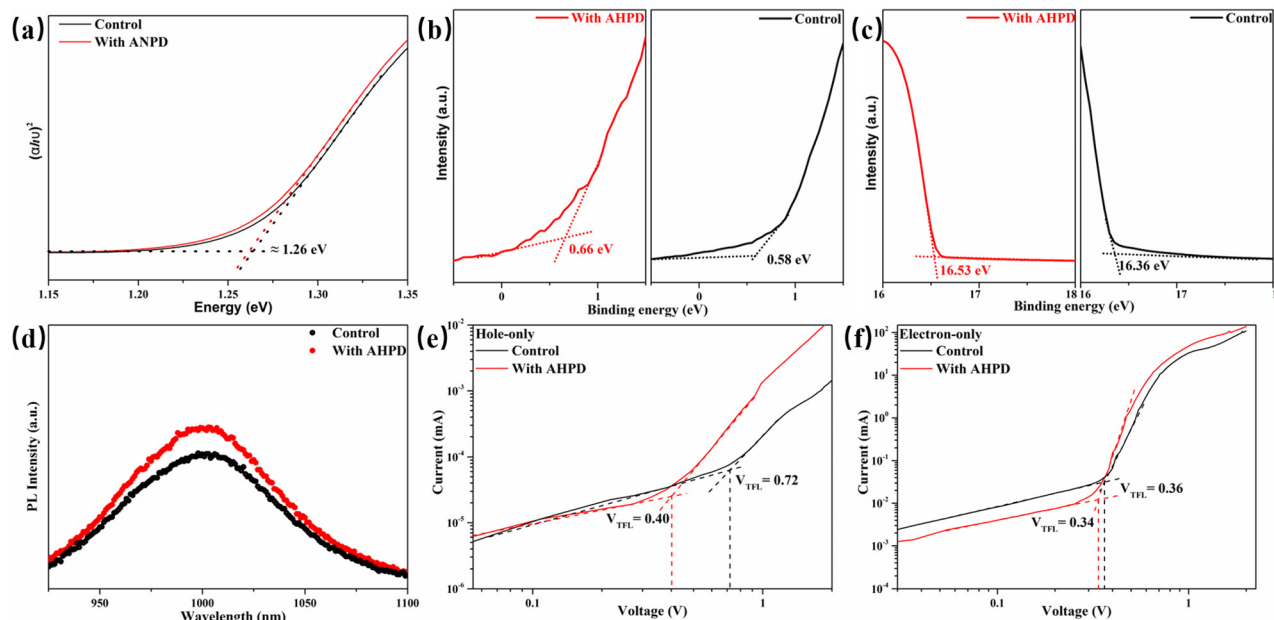 (a)
Control
With ANPD
(αhυ)²
≈ 1.26 eV
1.15
1.20
1.25
1.30
1.35
Energy (eV)
(b)
With AHPD
Control
Intensity (a.u.)
0.66 eV
0.58 eV
0
1
0
1
Binding energy (eV)
(c)
With AHPD
Control
Intensity (a.u.)
16.53 eV
16.36 eV
16
17
18
16
17
Binding energy (eV)
(d)
Control
With AHPD
PL Intensity (a.u.)
950
1000
1050
1100
Wavelength (nm)
(e)
Hole-only
Control
With AHPD
Current (mA)
10⁻²
10⁻³
10⁻⁴
10⁻⁵
10⁻⁶
V_TFL= 0.72
V_TFL= 0.40
0.1
1
Voltage (V)
(f)
Electron-only
Control
With AHPD
Current (mA)
10²
10¹
10⁰
10⁻¹
10⁻²
10⁻³
10⁻⁴
V_TFL= 0.36
V_TFL= 0.34
0.1
1
Voltage (V)